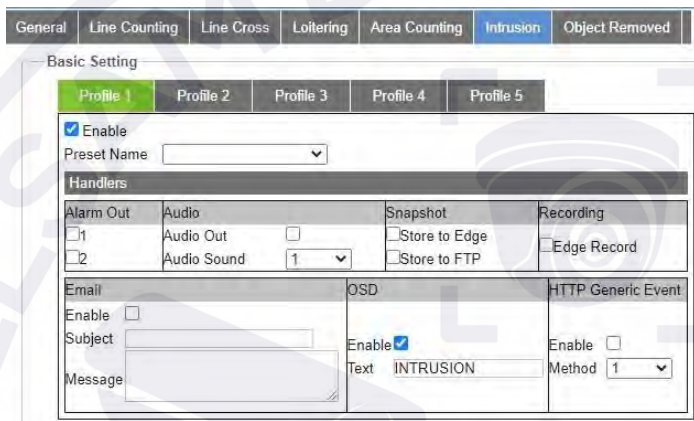 General Line Counting Line Cross Loitering Area Counting Intrusion Object Removed
Basic Setting
Profile 1 Profile 2 Profile 3 Profile 4 Profile 5
Enable
Preset Name
Handlers
Alarm Out Audio Snapshot Recording
1 Audio Out Store to Edge Edge Record
2 Audio Sound 1 Store to FTP
Email OSD HTTP Generic Event
Enable
Subject Enable Enable
Message Text INTRUSION Method 1